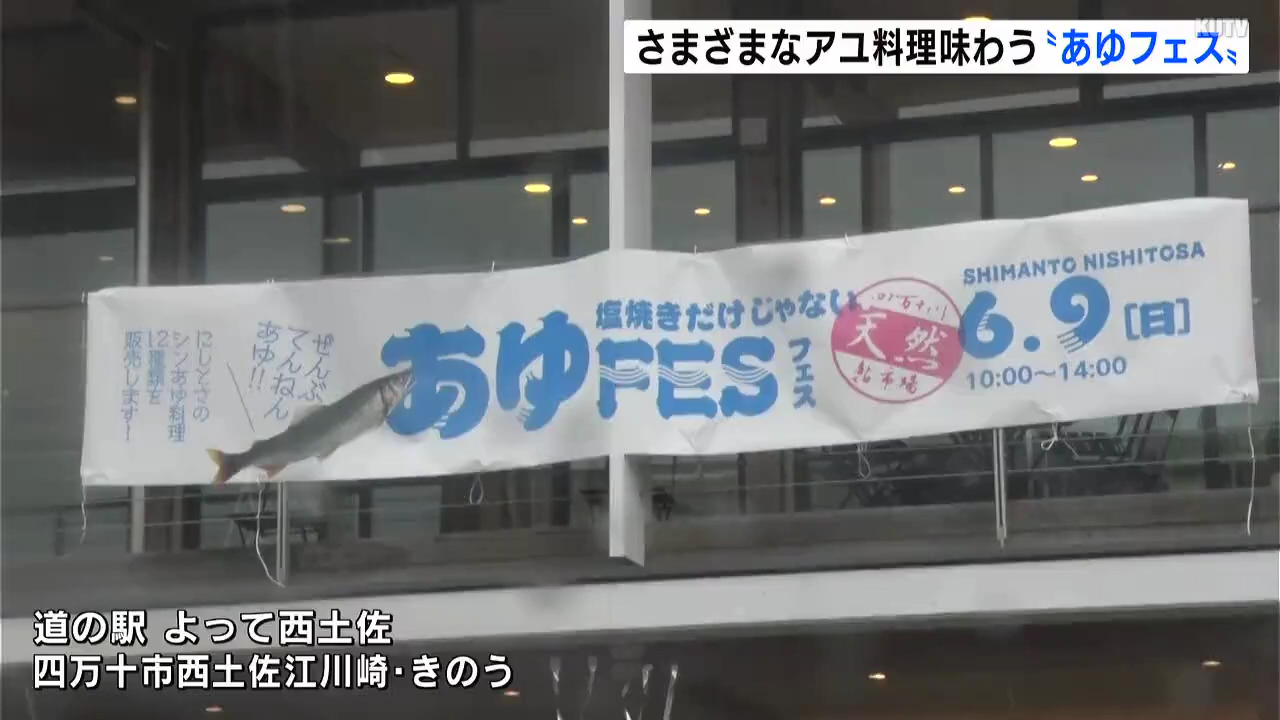 KUTV
さまざまなアユ料理味わう〝あゆフェス〟
SHIMANTO NISHITOSA
塩焼きだけじゃない
あゆFES
フェス
6.9[日]
10:00〜14:00
天然
鮎市場
ぜんぶ
てんねん
あゆ!!
にしとさの
シンあゆ料理
12種類を
販売します!
道の駅 よって西土佐
四万十市西土佐江川崎・きのう